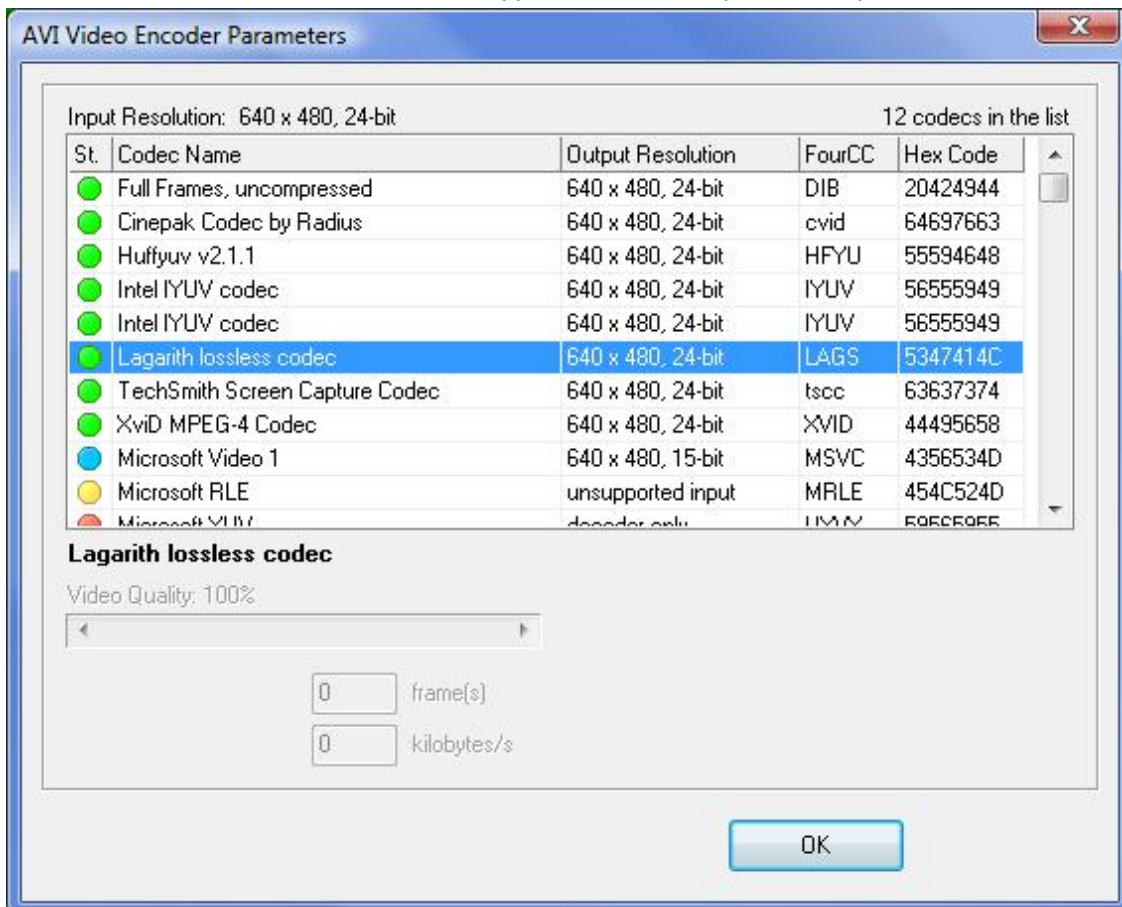 AVI Video Encoder Parameters
Input Resolution: 640 x 480, 24-bit 12 codecs in the list
St. Codec Name Output Resolution FourCC Hex Code
Full Frames, uncompressed 640 x 480, 24-bit DIB 20424944
Cinepak Codec by Radius 640 x 480, 24-bit cvid 64697663
Huffyuv v2.1.1 640 x 480, 24-bit HFYU 55594648
Intel IYUV codec 640 x 480, 24-bit IYUV 56555949
Intel IYUV codec 640 x 480, 24-bit IYUV 56555949
Lagarith lossless codec 640 x 480, 24-bit LAGS 5347414C
TechSmith Screen Capture Codec 640 x 480, 24-bit tscc 63637374
XviD MPEG-4 Codec 640 x 480, 24-bit XVID 44495658
Microsoft Video 1 640 x 480, 15-bit MSVC 4356534D
Microsoft RLE unsupported input MRLE 454C524D
Microsoft YUV decoder only
Lagarith lossless codec
Video Quality: 100%
0 frame(s)
0 kilobytes/s
OK